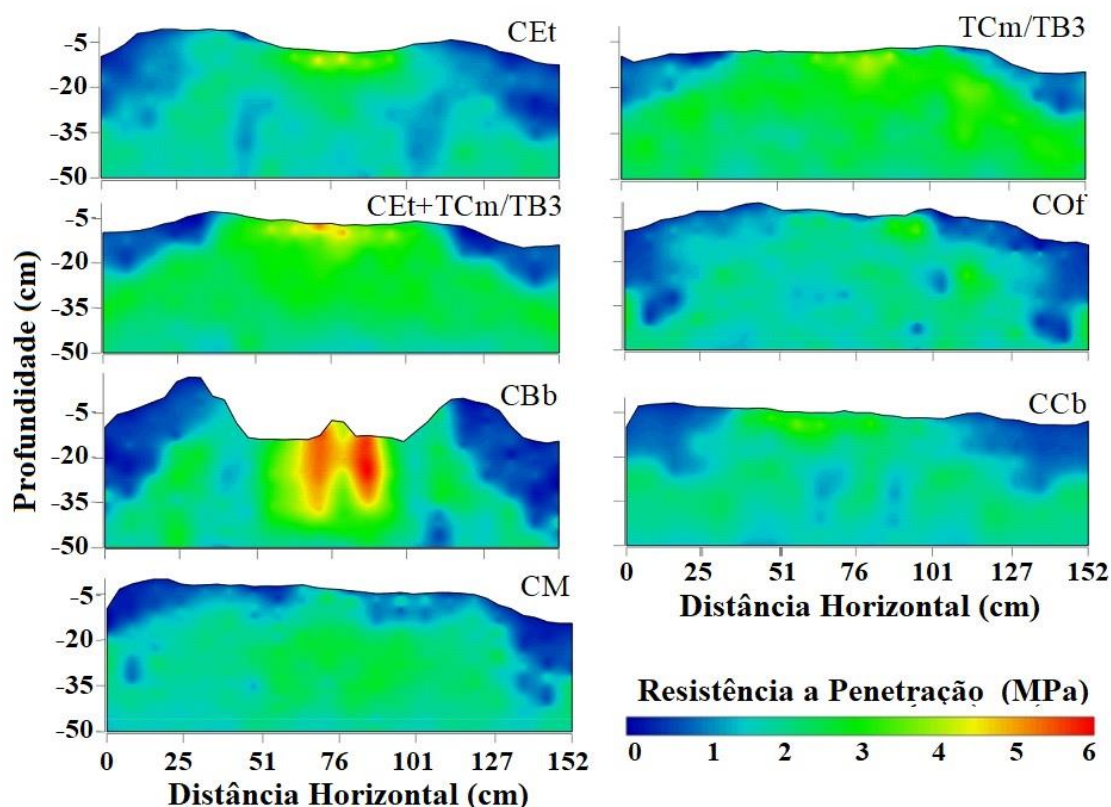 CEt
-5
-20
-35
-50
TCm/TB3
CEt+TCm/TB3
-5
-20
-35
-50
COf
Profundidade (cm)
CBb
-5
-20
-35
-50
CCb
0 25 51 76 101 127 152
Distância Horizontal (cm)
CM
-5
-20
-35
-50
0 25 51 76 101 127 152
Distância Horizontal (cm)
Resistência a Penetração (MPa)
0 1 2 3 4 5 6